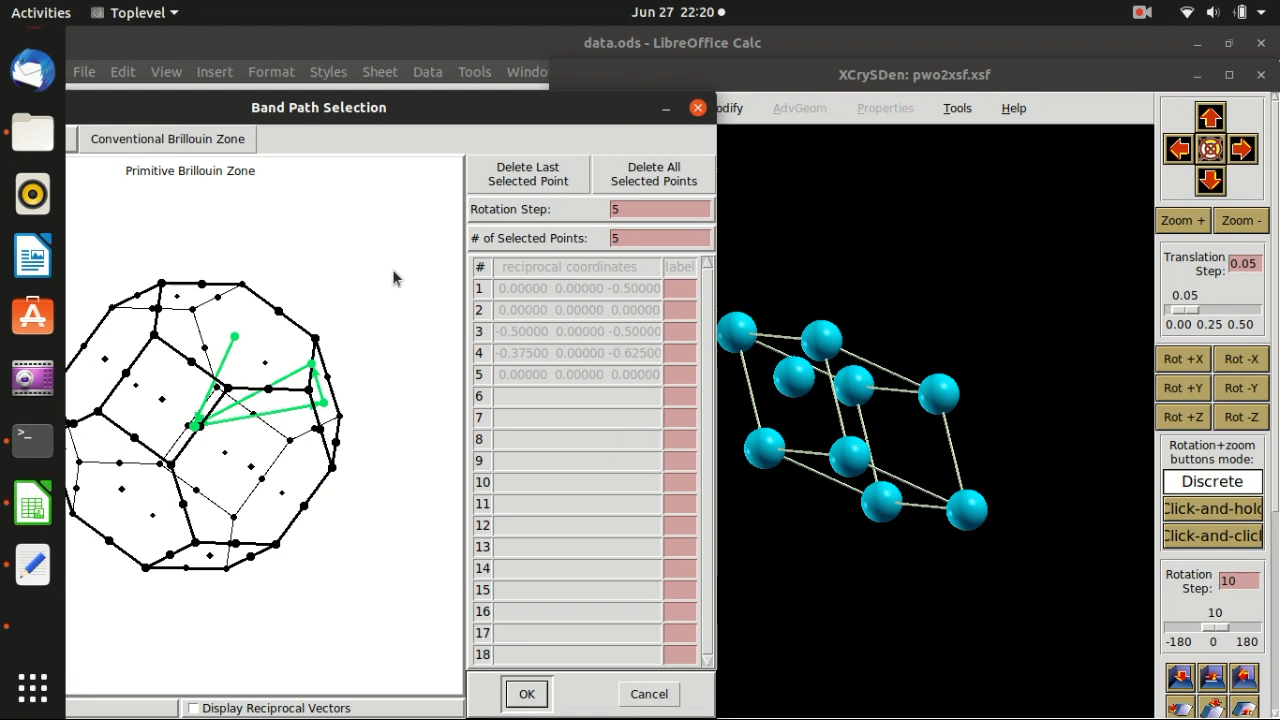 Activities Toplevel Jun 27 22:20
data.ods - LibreOffice Calc
File Edit View Insert Format Styles Sheet Data Tools Windo
XCrySDen: pwo2xsf.xsf
Band Path Selection
odify AdvGeom Properties Tools Help
Conventional Brillouin Zone
Primitive Brillouin Zone
Delete Last
Selected Point
Delete All
Selected Points
Rotation Step: 5
# of Selected Points: 5
# reciprocal coordinates label
1 0.00000 0.00000 -0.50000
2 0.00000 0.00000 0.00000
3 -0.50000 0.00000 -0.50000
4 -0.37500 0.00000 -0.62500
5 0.00000 0.00000 0.00000
6
7
8
9
10
11
12
13
14
15
16
17
18
OK Cancel
Display Reciprocal Vectors
Zoom + Zoom -
Translation
Step: 0.05
0.05
0.00 0.25 0.50
Rot +X Rot -X
Rot +Y Rot -Y
Rot +Z Rot -Z
Rotation+zoom
buttons mode:
Discrete
Click-and-hold
Click-and-click
Rotation
Step: 10
10
-180 0 180